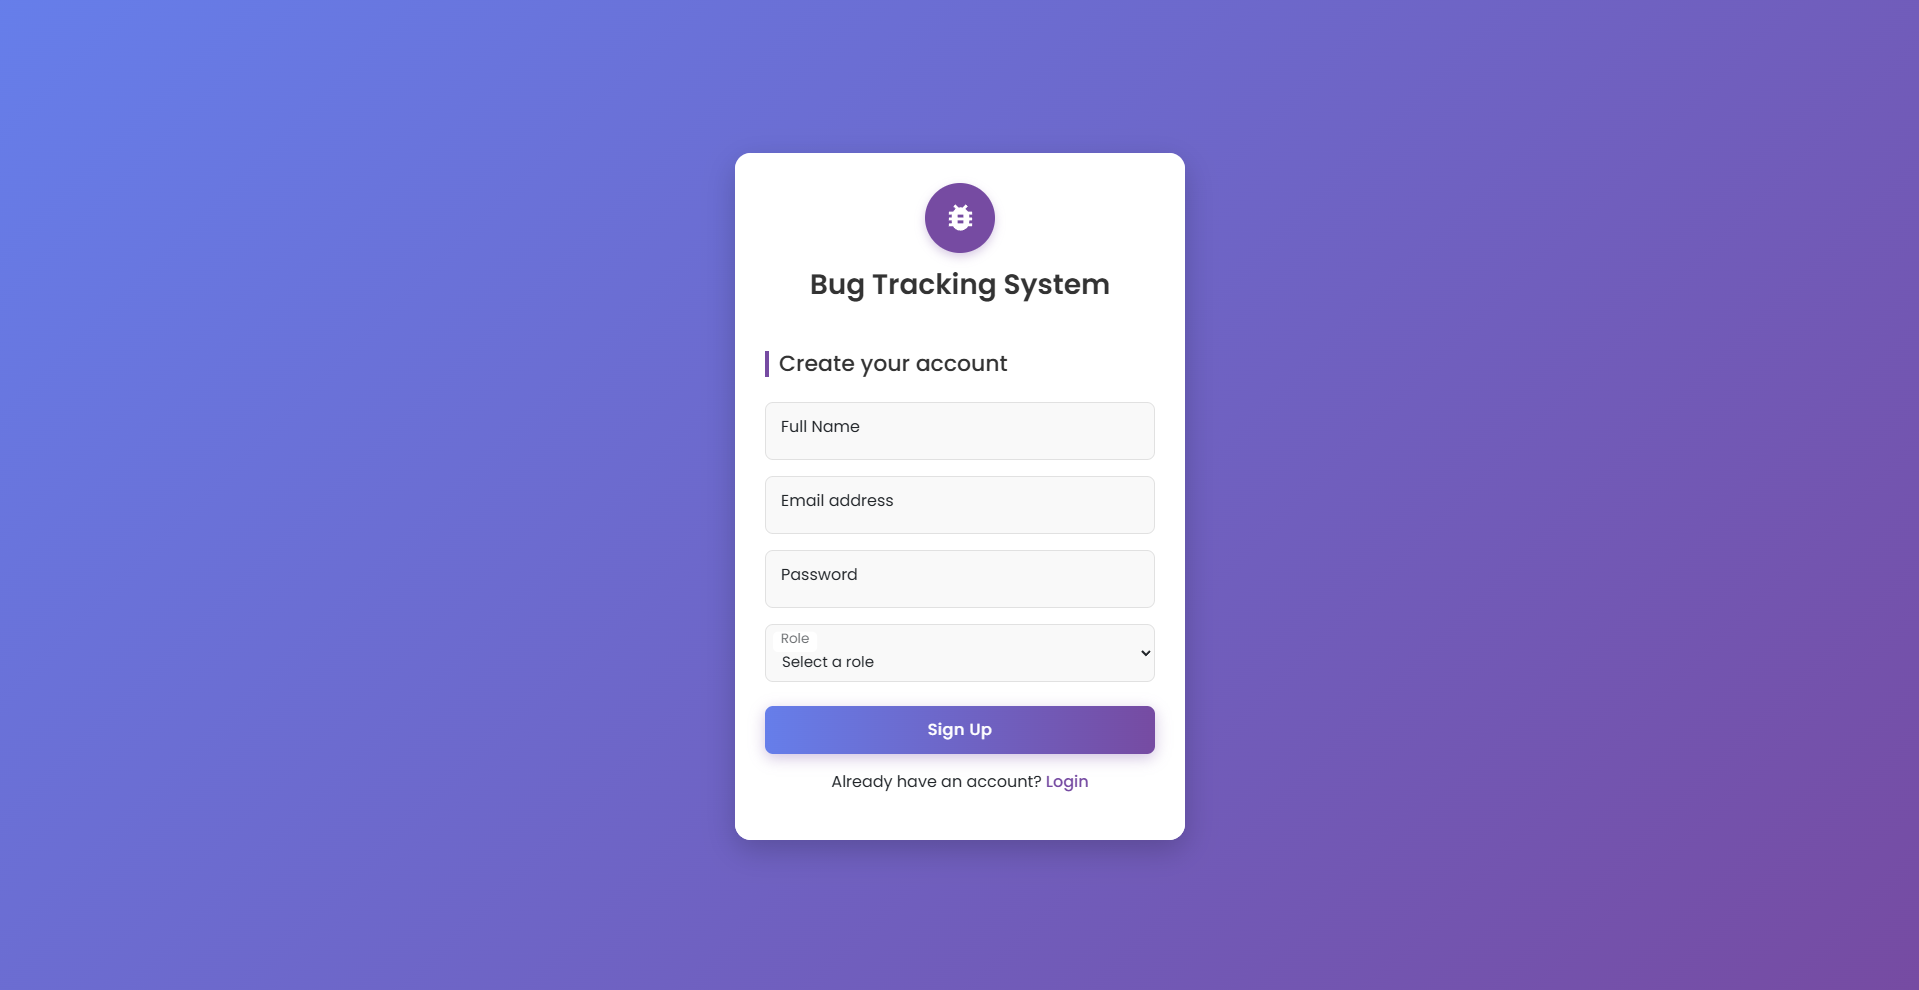 Bug Tracking System
Create your account
Full Name
Email address
Password
Role
Select a role
Sign Up
Already have an account? Login